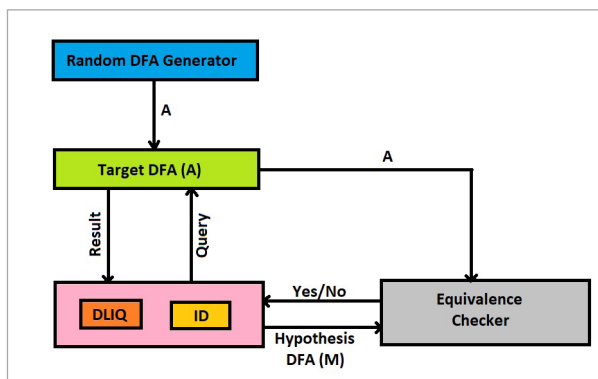 Random DFA Generator
A
Target DFA (A)
A
Result
Query
DLIQ
ID
Yes/No
Hypothesis
DFA (M)
Equivalence
Checker